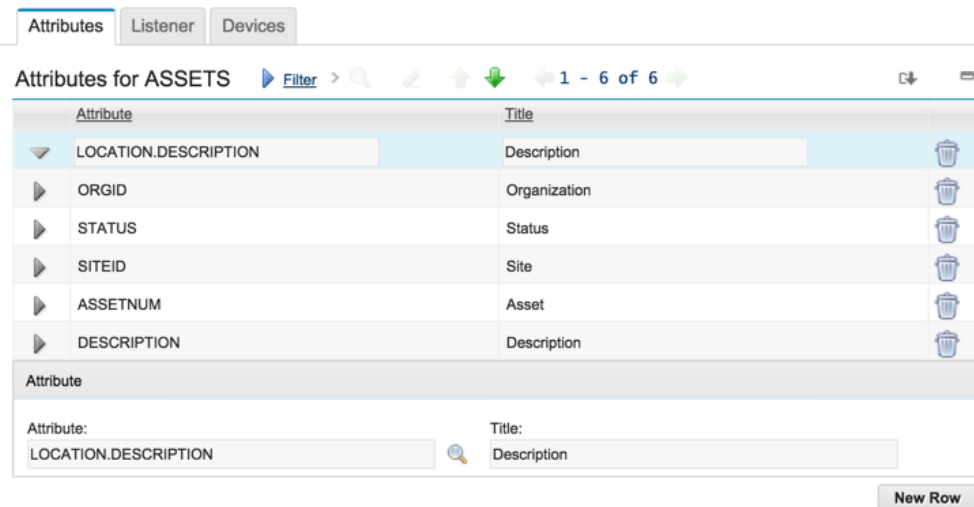 Attributes Listener Devices
Attributes for ASSETS Filter > 1 - 6 of 6
Attribute Title
LOCATION.DESCRIPTION Description
ORGID Organization
STATUS Status
SITEID Site
ASSETNUM Asset
DESCRIPTION Description
Attribute
Attribute: Title:
LOCATION.DESCRIPTION Description
New Row